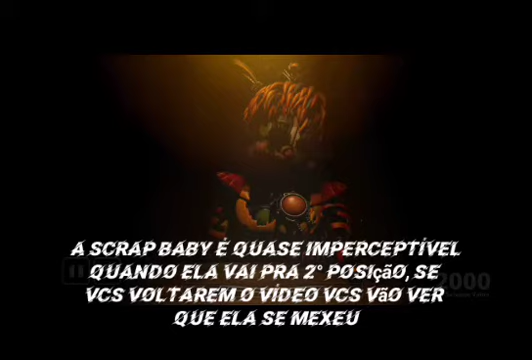 A SCRAP BABY É QUASE IMPERCEPTÍVEL
QUANDO ELA VAI PRA 2° POSIÇÃO, SE
VCS VOLTAREM O VÍDEO VCS VÃO VER
QUE ELA SE MEXEU
2000